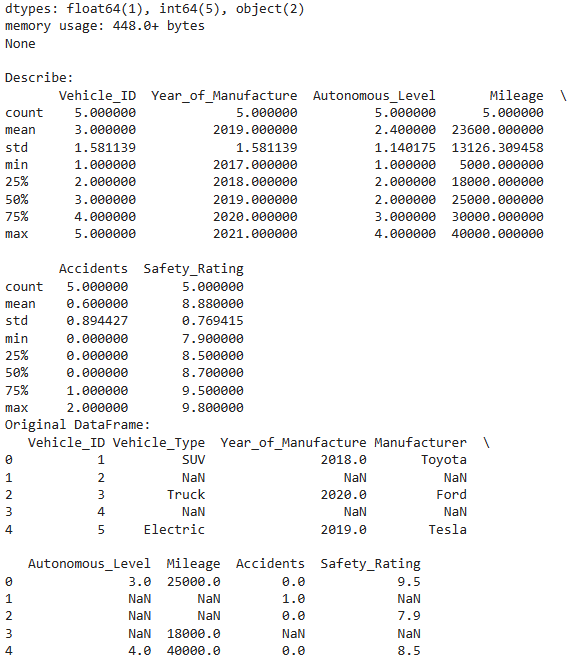 dtypes: float64(1), int64(5), object(2)
memory usage: 448.0+ bytes
None

Describe:
       Vehicle_ID  Year_of_Manufacture  Autonomous_Level       Mileage  \
count    5.000000             5.000000          5.000000      5.000000
mean     3.000000          2019.000000          2.400000  23600.000000
std      1.581139             1.581139          1.140175  13126.309458
min      1.000000          2017.000000          1.000000   5000.000000
25%      2.000000          2018.000000          2.000000  18000.000000
50%      3.000000          2019.000000          2.000000  25000.000000
75%      4.000000          2020.000000          3.000000  30000.000000
max      5.000000          2021.000000          4.000000  40000.000000

       Accidents  Safety_Rating
count   5.000000       5.000000
mean    0.600000       8.880000
std     0.894427       0.769415
min     0.000000       7.900000
25%     0.000000       8.500000
50%     0.000000       8.700000
75%     1.000000       9.500000
max     2.000000       9.800000
Original DataFrame:
   Vehicle_ID Vehicle_Type  Year_of_Manufacture Manufacturer  \
0           1          SUV               2018.0       Toyota
1           2          NaN                  NaN          NaN
2           3        Truck               2020.0         Ford
3           4          NaN                  NaN          NaN
4           5     Electric               2019.0        Tesla

   Autonomous_Level  Mileage  Accidents  Safety_Rating
0               3.0  25000.0        0.0            9.5
1               NaN      NaN        1.0            NaN
2               NaN      NaN        0.0            7.9
3               NaN  18000.0        NaN            NaN
4               4.0  40000.0        0.0            8.5